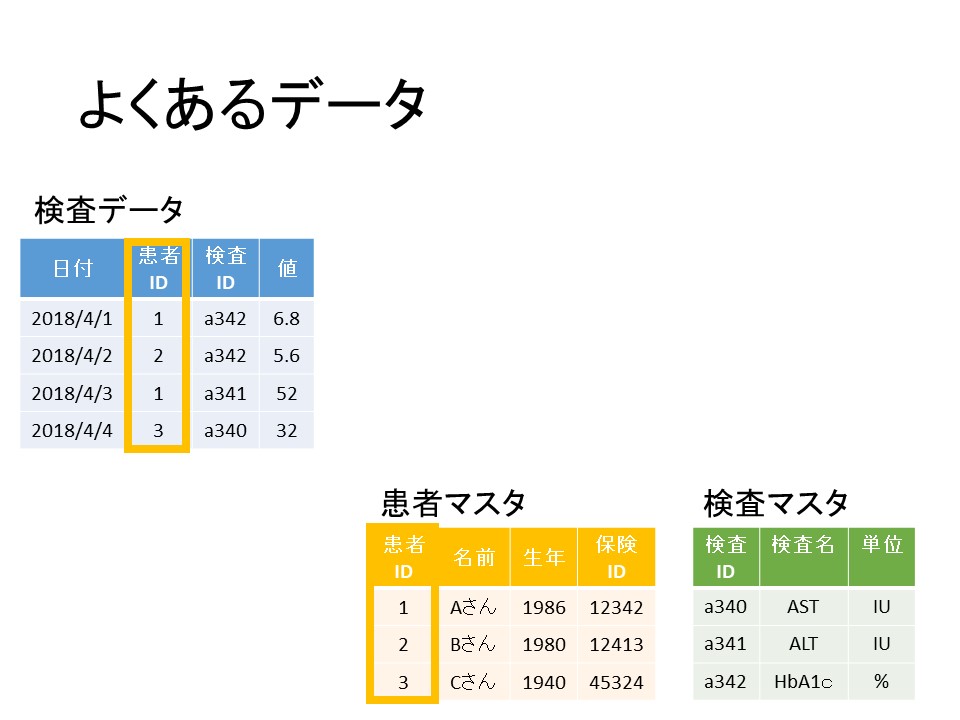 よくあるデータ
検査データ
日付 患者ID 検査ID 値
2018/4/1 1 a342 6.8
2018/4/2 2 a342 5.6
2018/4/3 1 a341 52
2018/4/4 3 a340 32
患者マスタ
患者ID 名前 生年 保険ID
1 Aさん 1986 12342
2 Bさん 1980 12413
3 Cさん 1940 45324
検査マスタ
検査ID 検査名 単位
a340 AST IU
a341 ALT IU
a342 HbA1c %